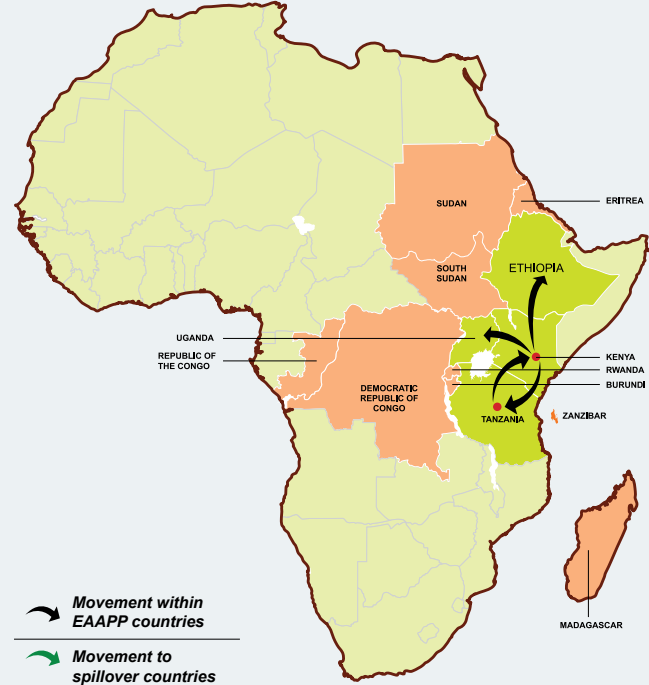 SUDAN
ERITREA
SOUTH
SUDAN
ETHIOPIA
UGANDA
REPUBLIC OF
THE CONGO
KENYA
RWANDA
BURUNDI
DEMOCRATIC
REPUBLIC OF
CONGO
TANZANIA
ZANZIBAR
MADAGASCAR
Movement within
EAAPP countries
Movement to
spillover countries